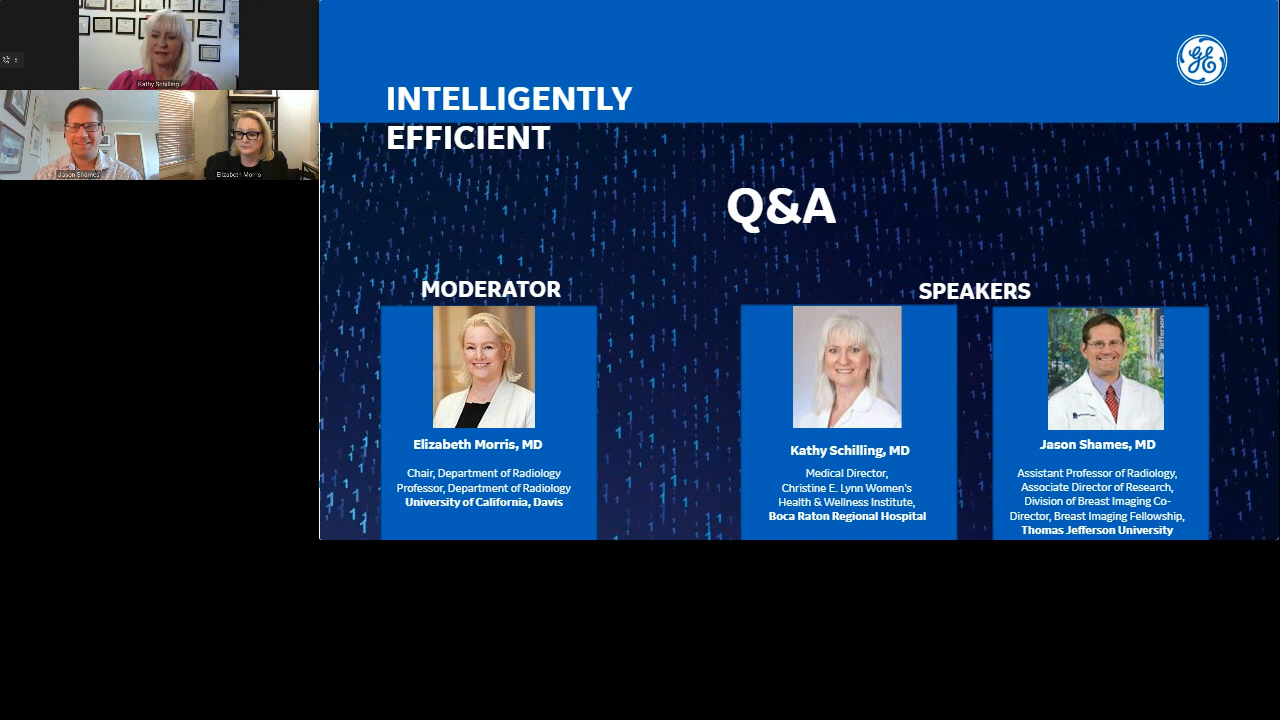 Kathy Schilling
Jason Shames
Elizabeth Morris
GE
INTELLIGENTLY
EFFICIENT
Q&A
MODERATOR
Elizabeth Morris, MD
Chair, Department of Radiology
Professor, Department of Radiology
University of California, Davis
SPEAKERS
Kathy Schilling, MD
Medical Director,
Christine E. Lynn Women's
Health & Wellness Institute,
Boca Raton Regional Hospital
Jefferson
Jason Shames, MD
Assistant Professor of Radiology,
Associate Director of Research,
Division of Breast Imaging Co-
Director, Breast Imaging Fellowship,
Thomas Jefferson University